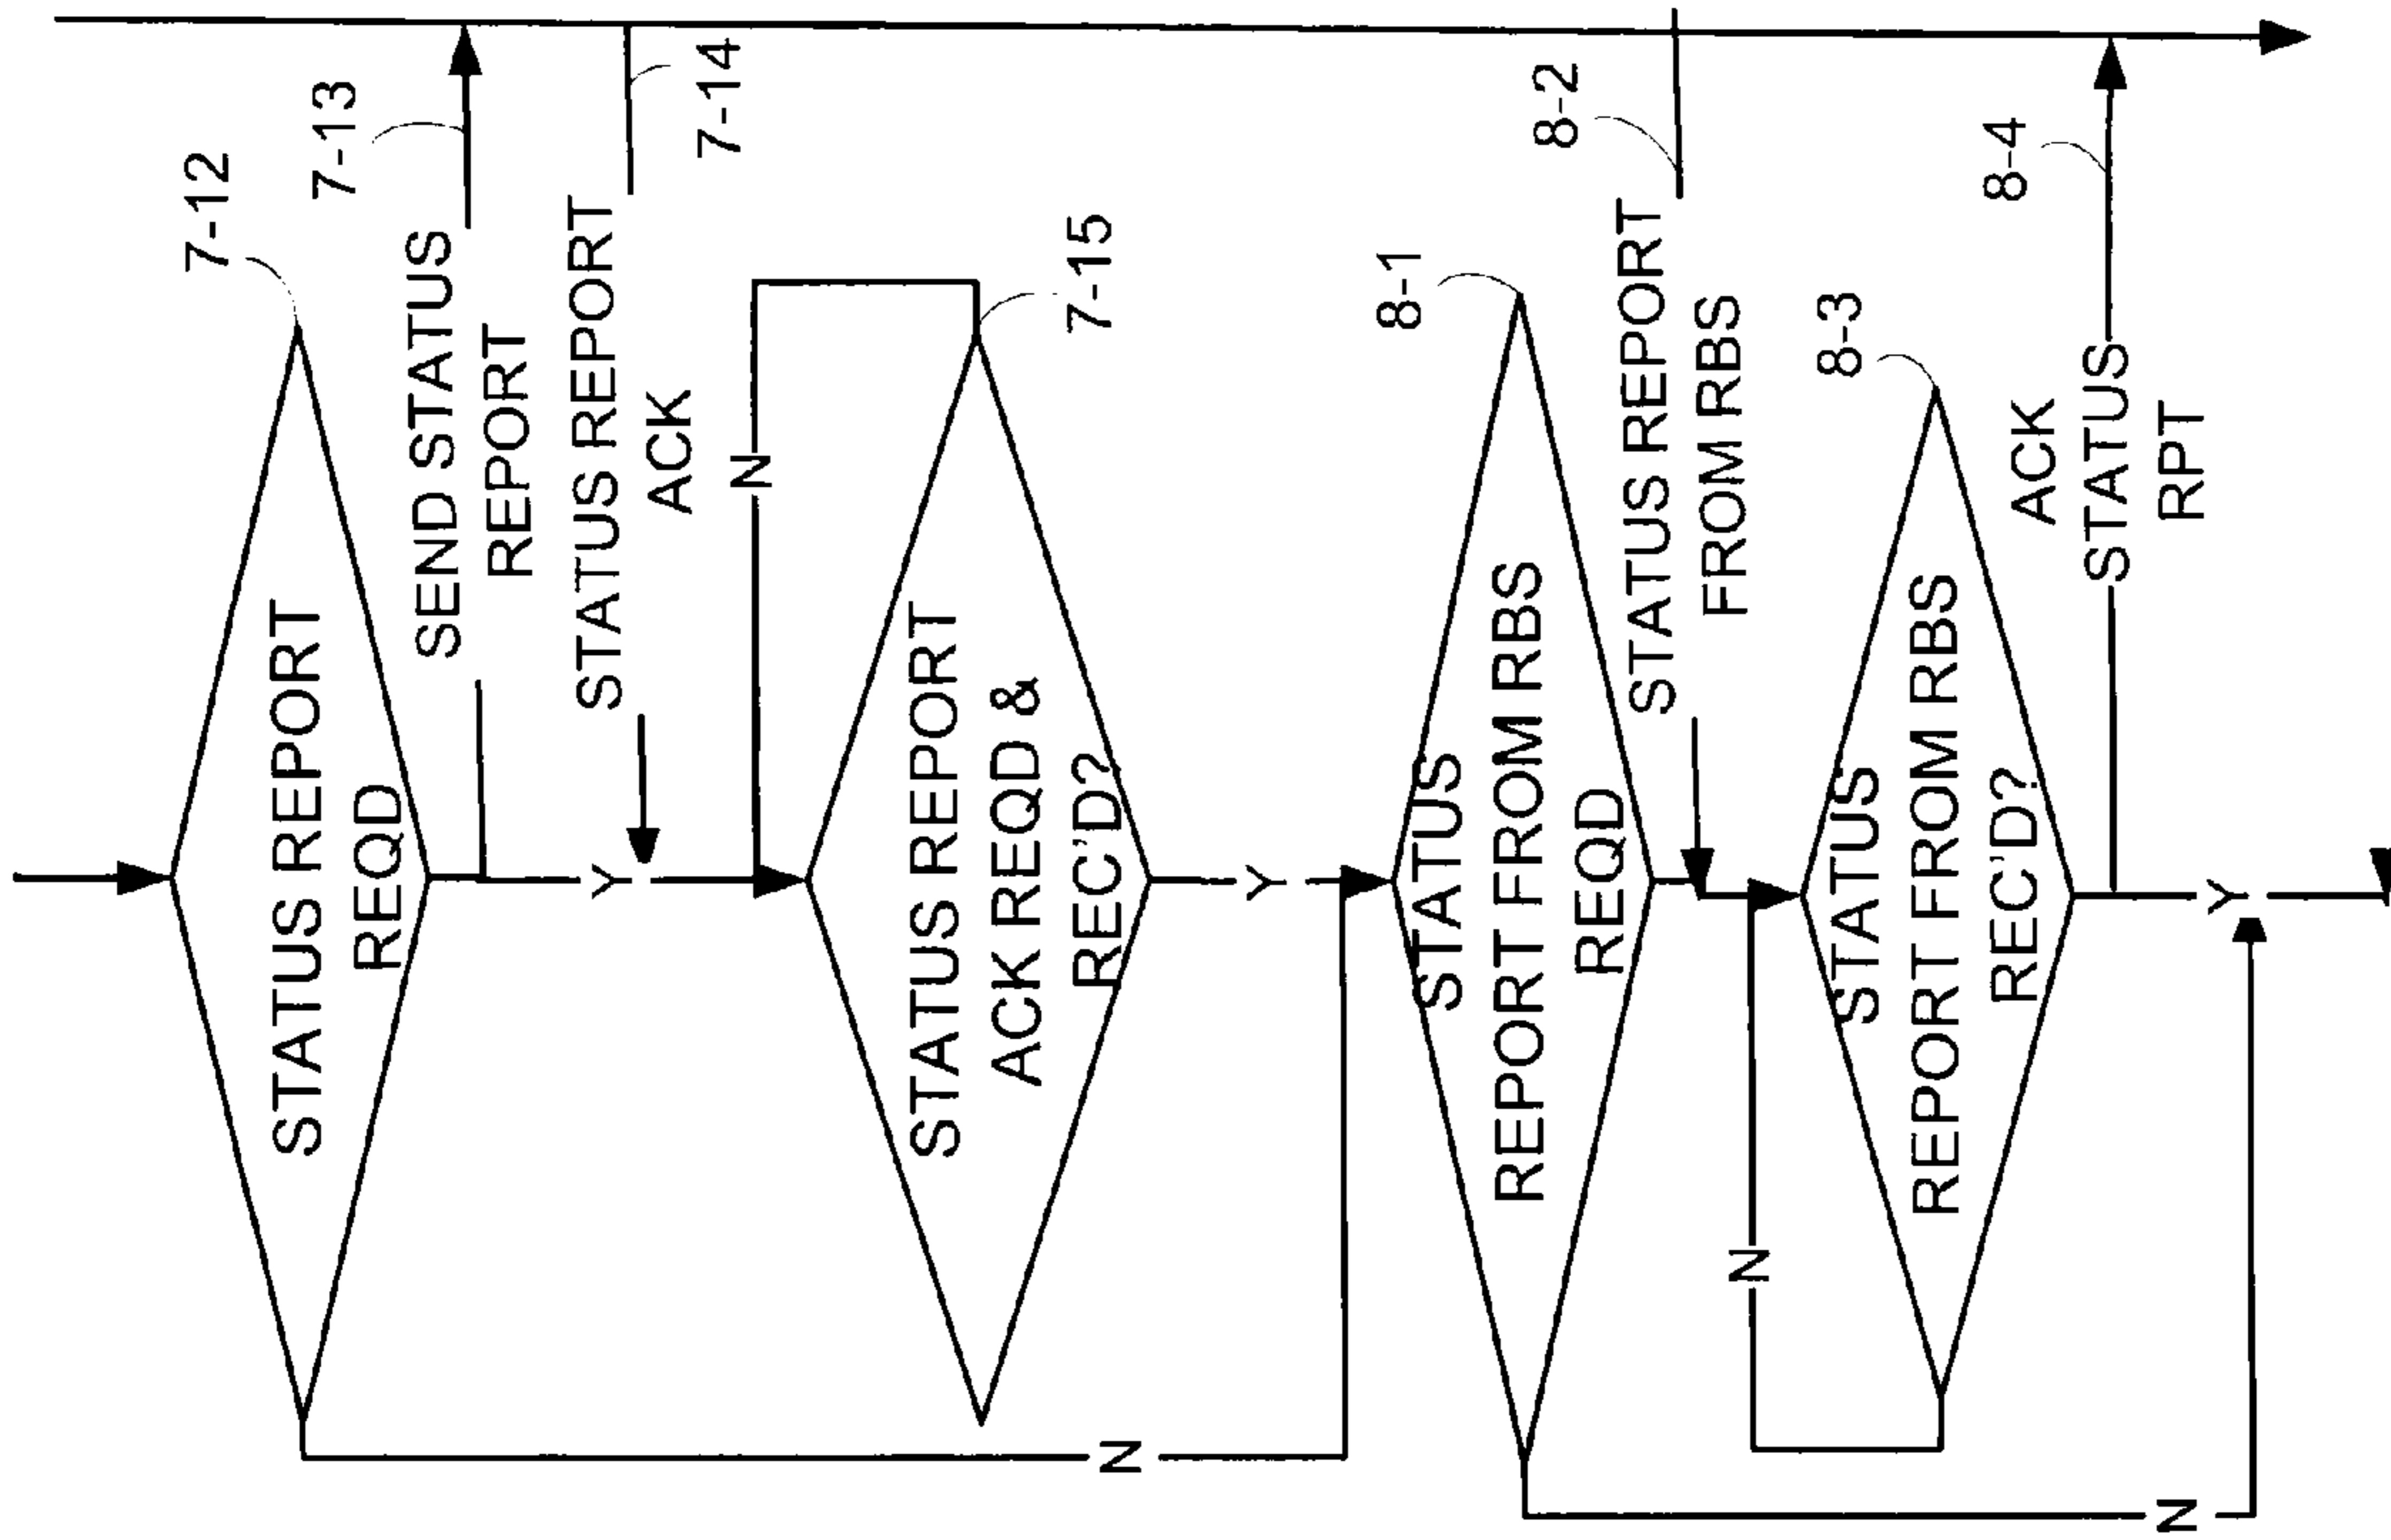 7-12
STATUS REPORT
REQD
7-13
SEND STATUS
REPORT
Y
STATUS REPORT
ACK
7-14
N
STATUS REPORT
ACK REQD &
REC'D?
7-15
N
Y
8-1
STATUS
REPORT FROM RBS
REQD
8-2
STATUS REPORT
FROM RBS
N
8-3
STATUS
REPORT FROM RBS
REC'D?
8-4
ACK
STATUS
RPT
Y
N